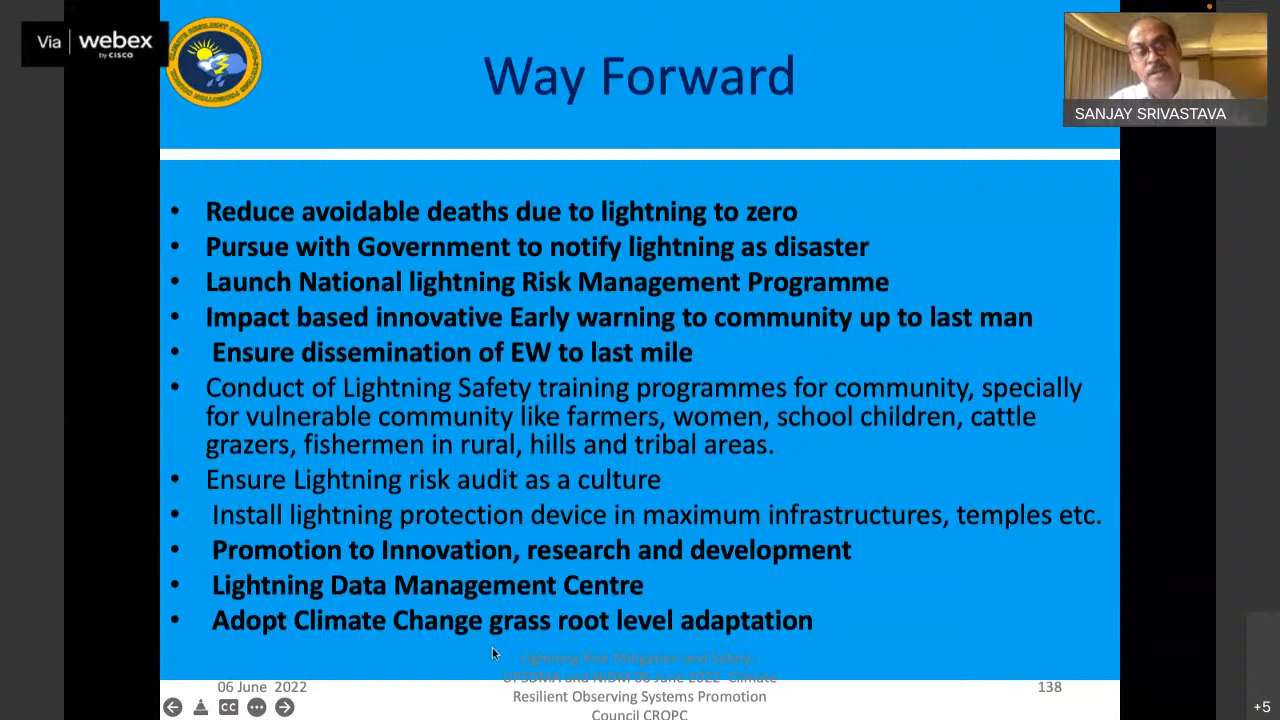 Via webex
by CISCO
Way Forward
SANJAY SRIVASTAVA
• Reduce avoidable deaths due to lightning to zero
• Pursue with Government to notify lightning as disaster
• Launch National lightning Risk Management Programme
• Impact based innovative Early warning to community up to last man
• Ensure dissemination of EW to last mile
• Conduct of Lightning Safety training programmes for community, specially
for vulnerable community like farmers, women, school children, cattle
grazers, fishermen in rural, hills and tribal areas.
• Ensure Lightning risk audit as a culture
• Install lightning protection device in maximum infrastructures, temples etc.
• Promotion to Innovation, research and development
• Lightning Data Management Centre
• Adopt Climate Change grass root level adaptation
Lightning Risk Mitigation and Safety
UPSDMA and NIDM 06 June 2022 Climate
Resilient Observing Systems Promotion
Council CROPC
06 June 2022
138
CC
+5